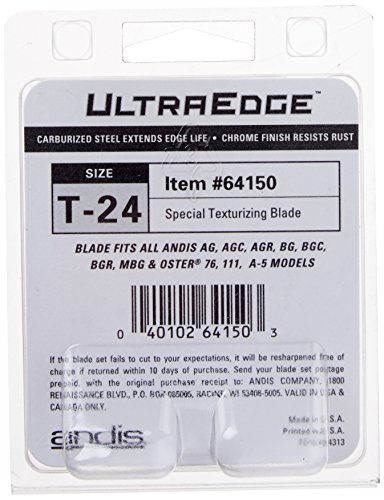 ULTRAEDGE™
CARBURIZED STEEL EXTENDS EDGE LIFE • CHROME FINISH RESISTS RUST
SIZE
T-24
Item #64150
Special Texturizing Blade
BLADE FITS ALL ANDIS AG, AGC, AGR, BG, BGC,
BGR, MBG & OSTER® 76, 111, A-5 MODELS
0 40102 64150 3
If the blade set fails to cut to your expectations, it will be resharpened free of
charge if returned within 10 days of purchase. Send your blade set postage
prepaid, with the original purchase receipt to: ANDIS COMPANY, 1800
RENAISSANCE BLVD., P.O. BOX 085005, RACINE, WI 53408-5005. VALID IN USA &
CANADA ONLY.
andis
Made in U.S.A.
Printed in U.S.A.
4313